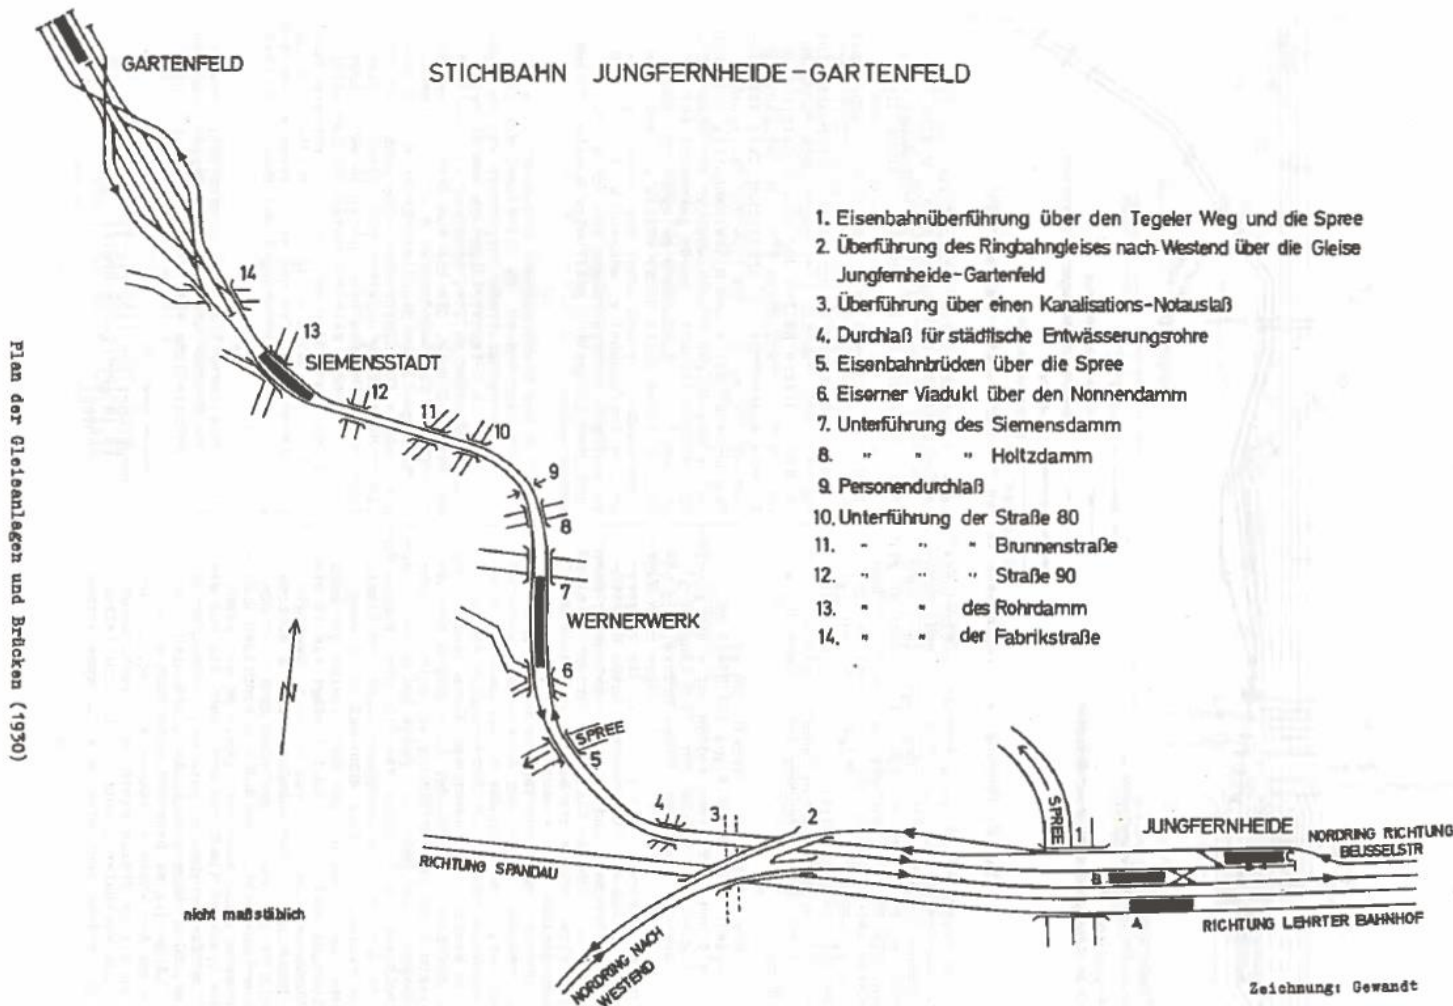 STICHBAHN JUNGFERNHEIDE-GARTENFELD
GARTENFELD
1. Eisenbahnüberführung über den Tegeler Weg und die Spree
2. Überführung des Ringbahngleises nach Westend über die Gleise
Jungfernheide-Gartenfeld
3. Überführung über einen Kanalisations-Notauslaß
4. Durchlaß für städtische Entwässerungsrohre
5. Eisenbahnbrücken über die Spree
6. Eiserner Viadukt über den Nonnendamm
7. Unterführung des Siemensdamm
8. " " " Holtzdamm
9. Personendurchlaß
10. Unterführung der Straße 80
11. " " " Brunnenstraße
12. " " " Straße 90
13. " " des Rohrdamm
14. " " der Fabrikstraße
14
13
SIEMENSSTADT
12
11
10
9
8
7
WERNERWERK
6
N
SPREE
5
4
3
2
SPREE
1
JUNGFERNHEIDE
NORDRING RICHTUNG
BEUSSELSTR
C
B
A
RICHTUNG SPANDAU
RICHTUNG LEHRTER BAHNHOF
nicht maßstäblich
NORDRING NACH
WESTEND
Zeichnung: Gewandt
Plan der Gleisanlagen und Brücken (1930)